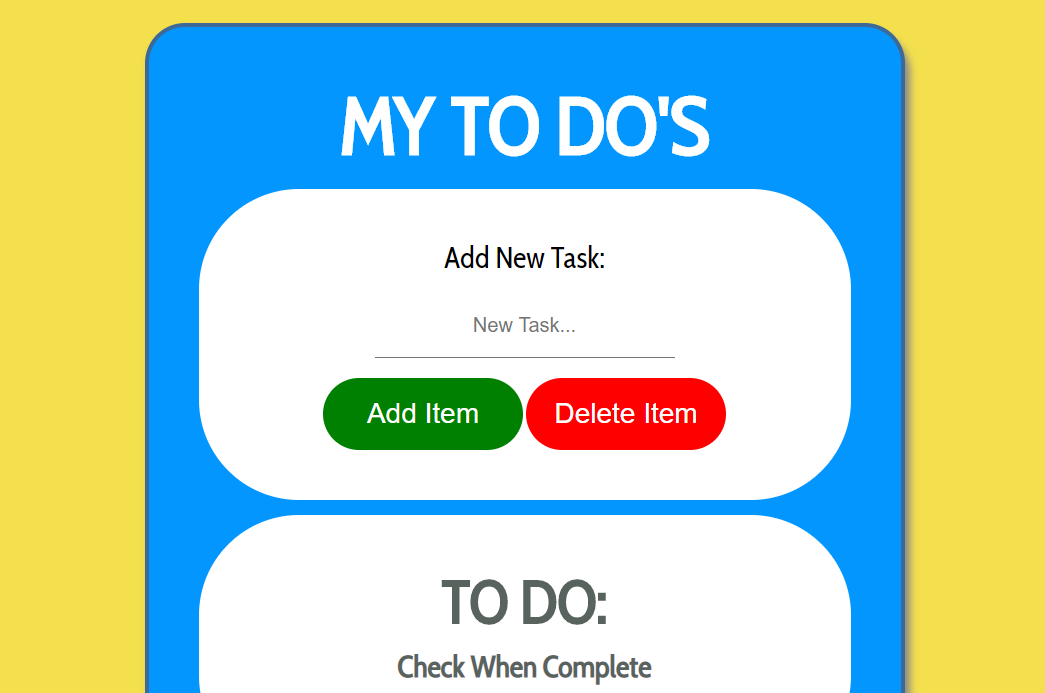 MY TO DO'S
Add New Task:
New Task...
Add Item Delete Item
TO DO:
Check When Complete